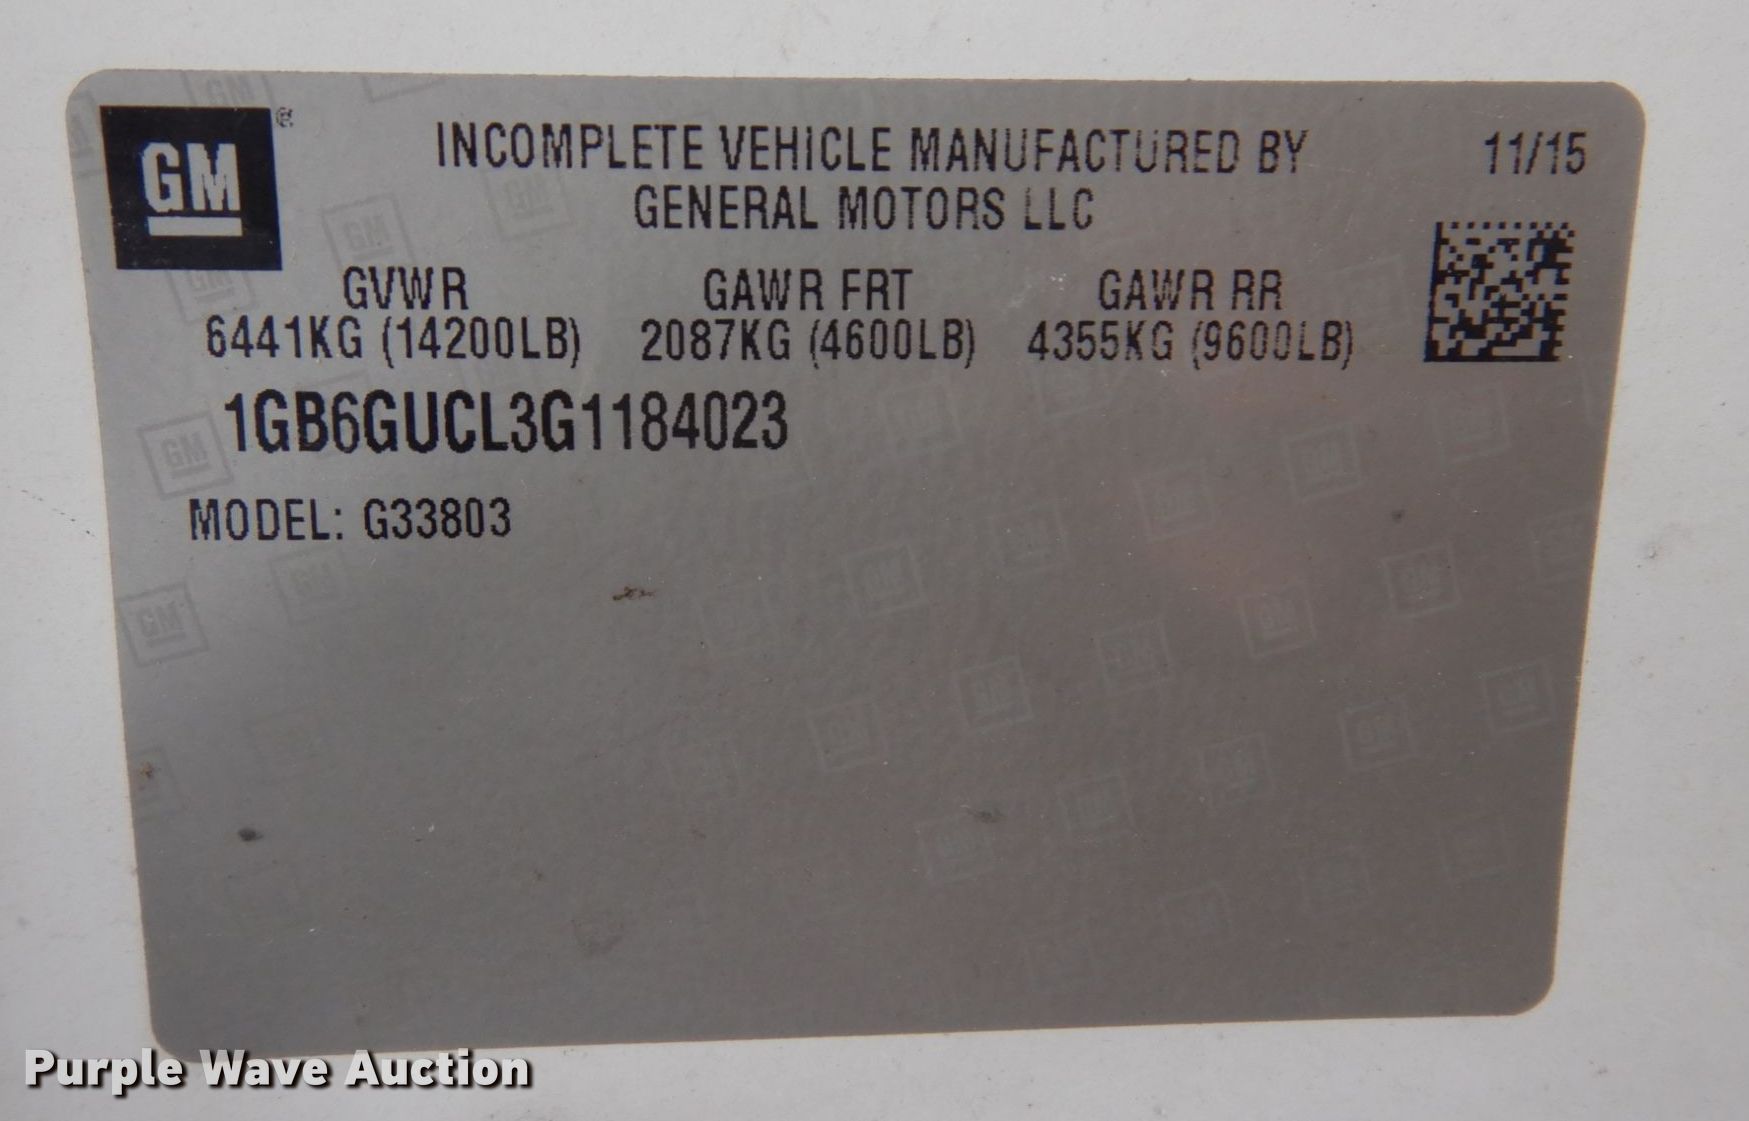 GM®
INCOMPLETE VEHICLE MANUFACTURED BY
GENERAL MOTORS LLC
11/15
GVWR GAWR FRT GAWR RR
6441KG (14200LB) 2087KG (4600LB) 4355KG (9600LB)
1GB6GUCL3G1184023
MODEL: G33803
Purple Wave Auction